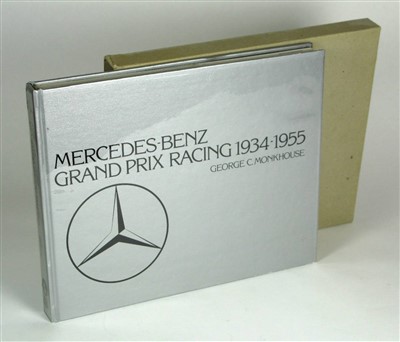 MERCEDES-BENZ
GRAND PRIX RACING 1934-1955
GEORGE C. MONKHOUSE